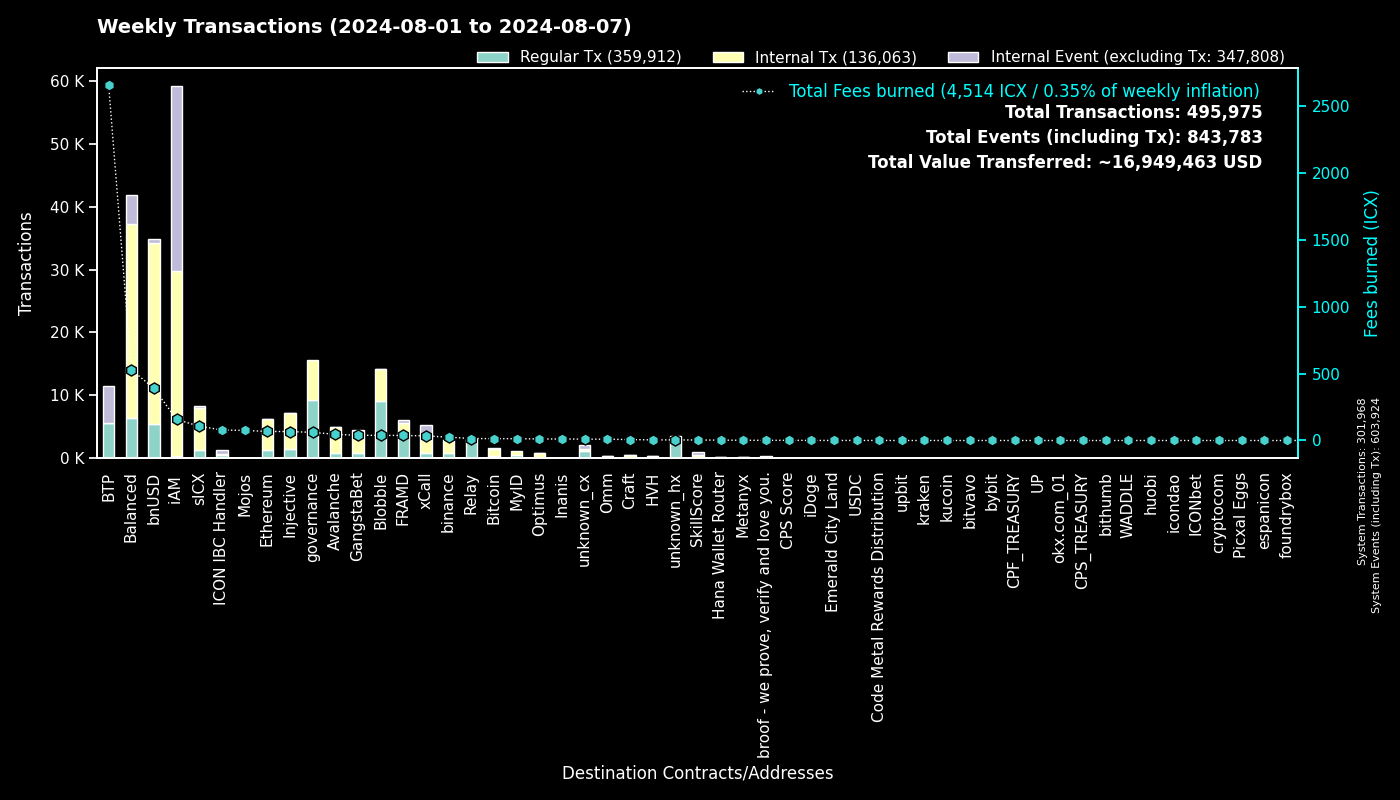 Weekly Transactions (2024-08-01 to 2024-08-07)
Regular Tx (359,912)
Internal Tx (136,063)
Internal Event (excluding Tx: 347,808)
Total Fees burned (4,514 ICX / 0.35% of weekly inflation)
Total Transactions: 495,975
Total Events (including Tx): 843,783
Total Value Transferred: ~16,949,463 USD
Transactions
60 K
50 K
40 K
30 K
20 K
10 K
0 K
2500
2000
1500
1000
500
0
Fees burned (ICX)
System Transactions: 301,968
System Events (including Tx): 603,924
BTP
Balanced
bnUSD
iAM
sICX
ICON IBC Handler
Mojos
Ethereum
Injective
governance
Avalanche
GangstaBet
Blobble
FRAMD
xCall
binance
Relay
Bitcoin
MyID
Optimus
Inanis
unknown_cx
Omm
Craft
HVH
unknown_hx
SkillScore
Hana Wallet Router
Metanyx
broof - we prove, verify and love you.
CPS Score
iDoge
Emerald City Land
USDC
Code Metal Rewards Distribution
upbit
kraken
kucoin
bitvavo
bybit
CPF_TREASURY
UP
okx.com_01
CPS_TREASURY
bithumb
WADDLE
huobi
icondao
ICONbet
cryptocom
Picxal Eggs
espanicon
foundrybox
Destination Contracts/Addresses